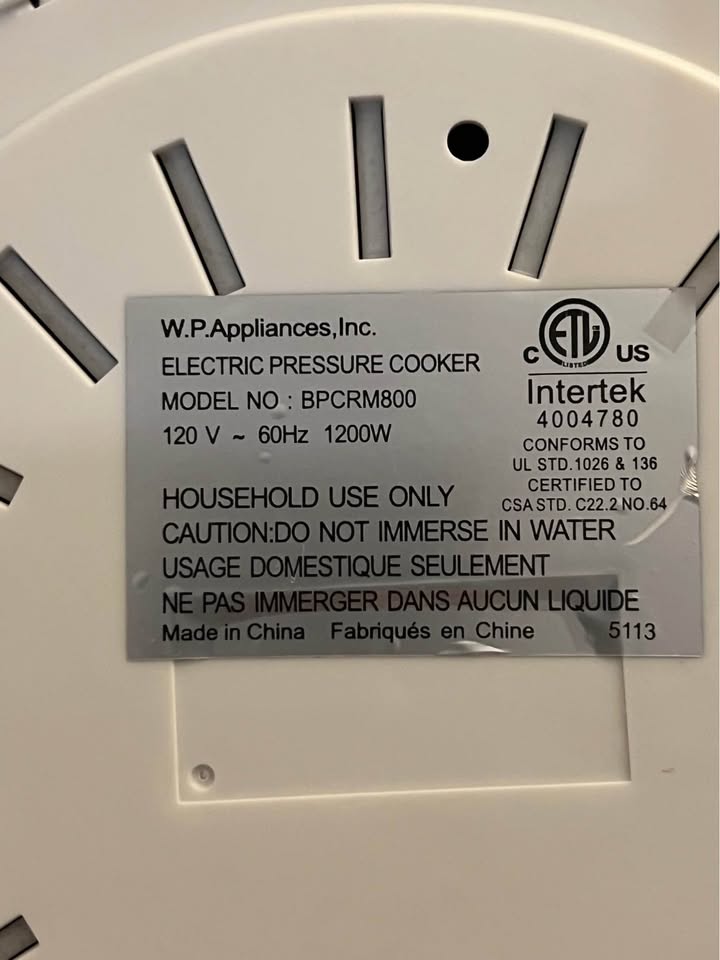 W.P.Appliances,Inc.
ELECTRIC PRESSURE COOKER
MODEL NO : BPCRM800
120 V ~ 60Hz 1200W
ETL
LISTED
C US
Intertek
4004780
CONFORMS TO
UL STD.1026 & 136
CERTIFIED TO
CSA STD. C22.2 NO.64
HOUSEHOLD USE ONLY
CAUTION:DO NOT IMMERSE IN WATER
USAGE DOMESTIQUE SEULEMENT
NE PAS IMMERGER DANS AUCUN LIQUIDE
Made in China Fabriqués en Chine 5113